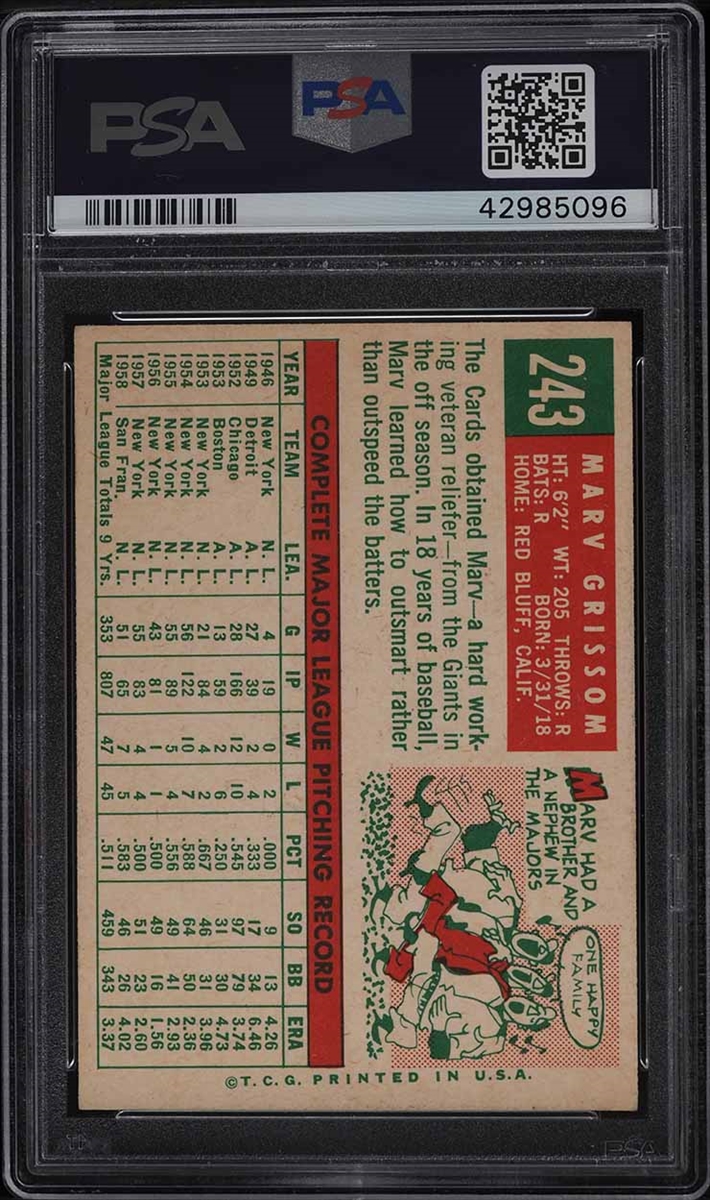 PSA
PSA
42985096
243
MARV GRISSOM
HT: 6'2" WT: 205 THROWS: R
BATS: R BORN: 3/31/18
HOME: RED BLUFF, CALIF.
The Cards obtained Marv—a hard work-
ing veteran reliefer—from the Giants in
the off season. In 18 years of baseball,
Marv learned how to outsmart rather
than outspeed the batters.
MARV HAD A
BROTHER AND
A NEPHEW IN
THE MAJORS
ONE HAPPY
FAMILY
COMPLETE MAJOR LEAGUE PITCHING RECORD
YEAR TEAM LEA. G IP W L PCT SO BB ERA
1946 New York N. L. 4 19 0 2 .000 9 13 4.26
1949 Detroit A. L. 27 39 2 4 .333 17 34 6.46
1952 Chicago A. L. 28 166 12 10 .545 97 79 3.74
1953 Boston A. L. 13 59 2 6 .250 31 30 4.73
1953 New York N. L. 21 84 4 2 .667 46 31 3.96
1954 New York N. L. 56 122 10 7 .588 64 50 2.36
1955 New York N. L. 55 89 5 4 .556 49 41 2.93
1956 New York N. L. 43 81 1 1 .500 49 16 1.56
1957 New York N. L. 55 83 4 4 .500 51 23 2.60
1958 San Fran. N. L. 51 65 7 5 .583 46 26 4.02
Major League Totals 9 Yrs. 353 807 47 45 .511 459 343 3.37
©T.C.G. PRINTED IN U.S.A.
PSA